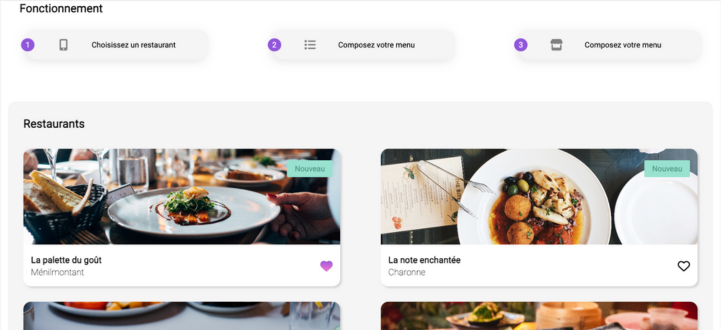 Fonctionnement
1 Choisissez un restaurant
2 Composez votre menu
3 Composez votre menu
Restaurants
Nouveau
Nouveau
La palette du goût
Ménilmontant
La note enchantée
Charonne